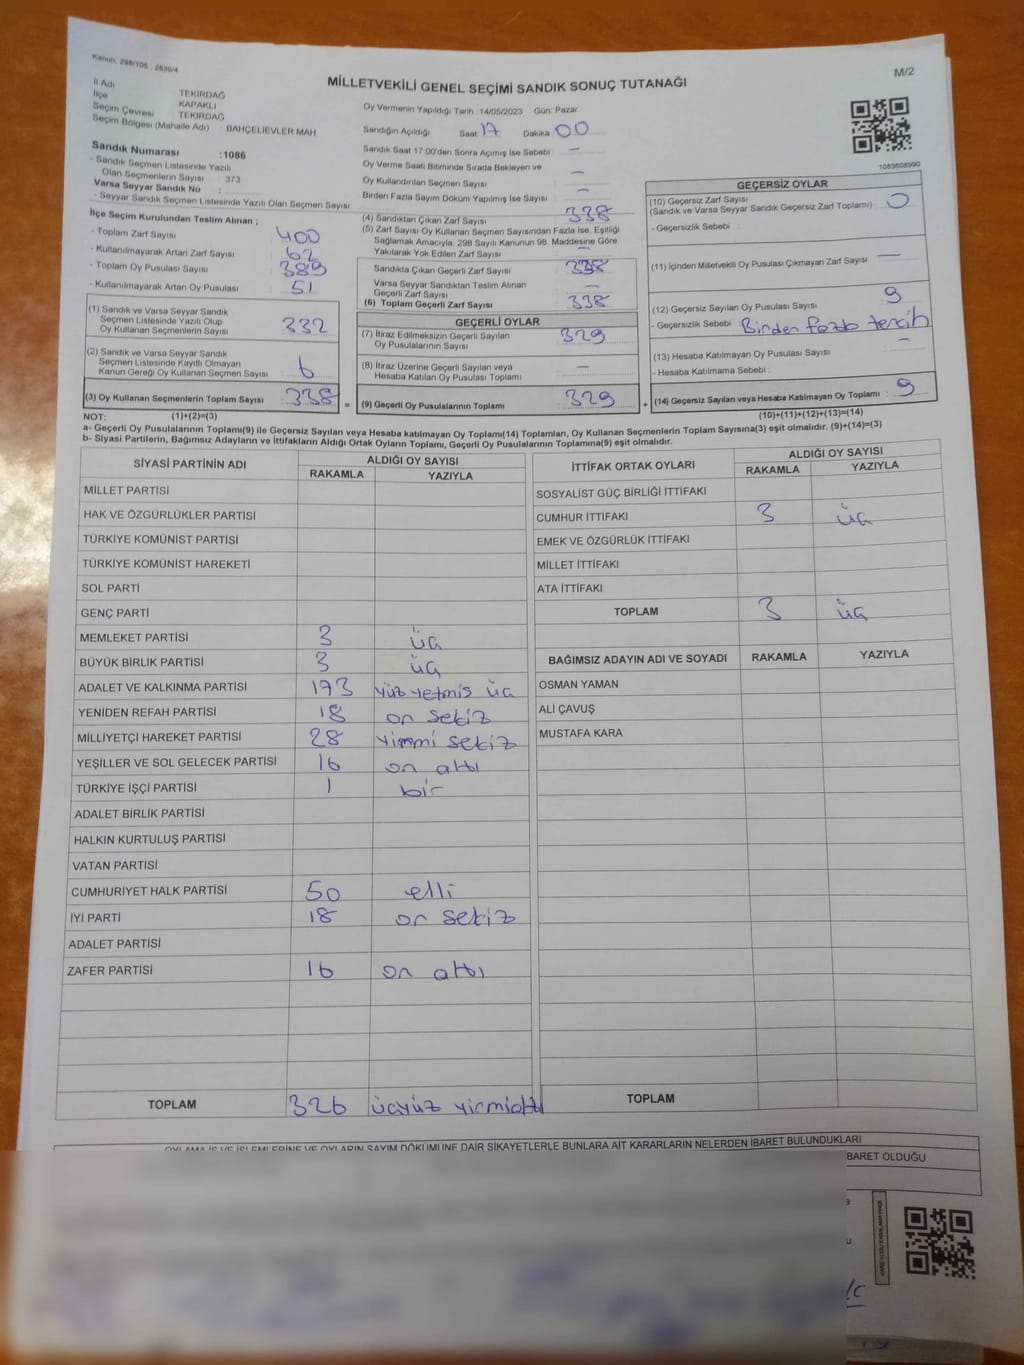 Kanun: 298/105 , 2839/4
M/2
MİLLETVEKİLİ GENEL SEÇİMİ SANDIK SONUÇ TUTANAĞI
İl Adı TEKİRDAĞ
İlçe KAPAKLI
Seçim Çevresi TEKİRDAĞ
Seçim Bölgesi (Mahalle Adı) : BAHÇELİEVLER MAH.
Sandık Numarası :1086
- Sandık Seçmen Listesinde Yazılı
Olan Seçmenlerin Sayısı : 373
Varsa Seyyar Sandık No :
- Seyyar Sandık Seçmen Listesinde Yazılı Olan Seçmen Sayısı:
İlçe Seçim Kurulundan Teslim Alınan ;
- Toplam Zarf Sayısı : 400
- Kullanılmayarak Artan Zarf Sayısı : 62
- Toplam Oy Pusulası Sayısı : 389
- Kullanılmayarak Artan Oy Pusulası : 51
(1) Sandık ve Varsa Seyyar Sandık
Seçmen Listesinde Yazılı Olup
Oy Kullanan Seçmenlerin Sayısı : 332
(2) Sandık ve Varsa Seyyar Sandık
Seçmen Listesinde Kayıtlı Olmayan
Kanun Gereği Oy Kullanan Seçmen Sayısı : 6
(3) Oy Kullanan Seçmenlerin Toplam Sayısı : 338 =
Oy Vermenin Yapıldığı Tarih :14/05/2023 Gün: Pazar
Sandığın Açıldığı Saat 17 Dakika 00
Sandık Saat 17:00'den Sonra Açımış İse Sebebi : —
Oy Verme Saati Bitiminde Sırada Bekleyen ve
Oy Kullandırılan Seçmen Sayısı : —
Birden Fazla Sayım Döküm Yapılmış İse Sayısı : —
(4) Sandıktan Çıkan Zarf Sayısı : 338
(5) Zarf Sayısı Oy Kullanan Seçmen Sayısından Fazla İse, Eşitliği
Sağlamak Amacıyla, 298 Sayılı Kanunun 98. Maddesine Göre
Yakılarak Yok Edilen Zarf Sayısı : —
Sandıkta Çıkan Geçerli Zarf Sayısı : 338
Varsa Seyyar Sandıktan Teslim Alınan
Geçerli Zarf Sayısı : —
(6) Toplam Geçerli Zarf Sayısı : 338
GEÇERLİ OYLAR
(7) İtiraz Edilmeksizin Geçerli Sayılan
Oy Pusulalarının Sayısı : 329
(8) İtiraz Üzerine Geçerli Sayılan veya
Hesaba Katılan Oy Pusulası Toplamı : —
(9) Geçerli Oy Pusulalarının Toplamı : 329 +
1083608990
GEÇERSİZ OYLAR
(10) Geçersiz Zarf Sayısı
(Sandık ve Varsa Seyyar Sandık Geçersiz Zarf Toplamı) : 0
- Geçersizlik Sebebi :
(11) İçinden Milletvekili Oy Pusulası Çıkmayan Zarf Sayısı : —
(12) Geçersiz Sayılan Oy Pusulası Sayısı : 9
- Geçersizlik Sebebi : Birden fazla tercih
(13) Hesaba Katılmayan Oy Pusulası Sayısı : —
- Hesaba Katılmama Sebebi :
(14) Geçersiz Sayılan veya Hesaba Katılmayan Oy Toplamı : 9
NOT: (1)+(2)=(3) (10)+(11)+(12)+(13)=(14)
a- Geçerli Oy Pusulalarının Toplamı(9) ile Geçersiz Sayılan veya Hesaba katılmayan Oy Toplamı(14) Toplamları, Oy Kullanan Seçmenlerin Toplam Sayısına(3) eşit olmalıdır. (9)+(14)=(3)
b- Siyasi Partilerin, Bağımsız Adayların ve İttifakların Aldığı Ortak Oyların Toplamı, Geçerli Oy Pusulalarının Toplamına(9) eşit olmalıdır.
SİYASİ PARTİNİN ADI ALDIĞI OY SAYISI
RAKAMLA YAZIYLA
MİLLET PARTİSİ
HAK VE ÖZGÜRLÜKLER PARTİSİ
TÜRKİYE KOMÜNİST PARTİSİ
TÜRKİYE KOMÜNİST HAREKETİ
SOL PARTİ
GENÇ PARTİ
MEMLEKET PARTİSİ 3 üç
BÜYÜK BİRLİK PARTİSİ 3 üç
ADALET VE KALKINMA PARTİSİ 173 yüz yetmis üç
YENİDEN REFAH PARTİSİ 18 on sekiz
MİLLİYETÇİ HAREKET PARTİSİ 28 yirmi sekiz
YEŞİLLER VE SOL GELECEK PARTİSİ 16 on altı
TÜRKİYE İŞÇİ PARTİSİ 1 bir
ADALET BİRLİK PARTİSİ
HALKIN KURTULUŞ PARTİSİ
VATAN PARTİSİ
CUMHURİYET HALK PARTİSİ 50 elli
İYİ PARTİ 18 on sekiz
ADALET PARTİSİ
ZAFER PARTİSİ 16 on altı
TOPLAM 326 üçyüz yirmialtı
İTTİFAK ORTAK OYLARI ALDIĞI OY SAYISI
RAKAMLA YAZIYLA
SOSYALİST GÜÇ BİRLİĞİ İTTİFAKI
CUMHUR İTTİFAKI 3 üç
EMEK VE ÖZGÜRLÜK İTTİFAKI
MİLLET İTTİFAKI
ATA İTTİFAKI
TOPLAM 3 üç
BAĞIMSIZ ADAYIN ADI VE SOYADI RAKAMLA YAZIYLA
OSMAN YAMAN
ALİ ÇAVUŞ
MUSTAFA KARA
TOPLAM
OYLAMA İŞ VE İŞLEMLERİNE VE OYLARIN SAYIM DÖKÜMÜNE DAİR ŞİKAYETLERLE BUNLARA AİT KARARLARIN NELERDEN İBARET BULUNDUKLARI
BARET OLDUĞU